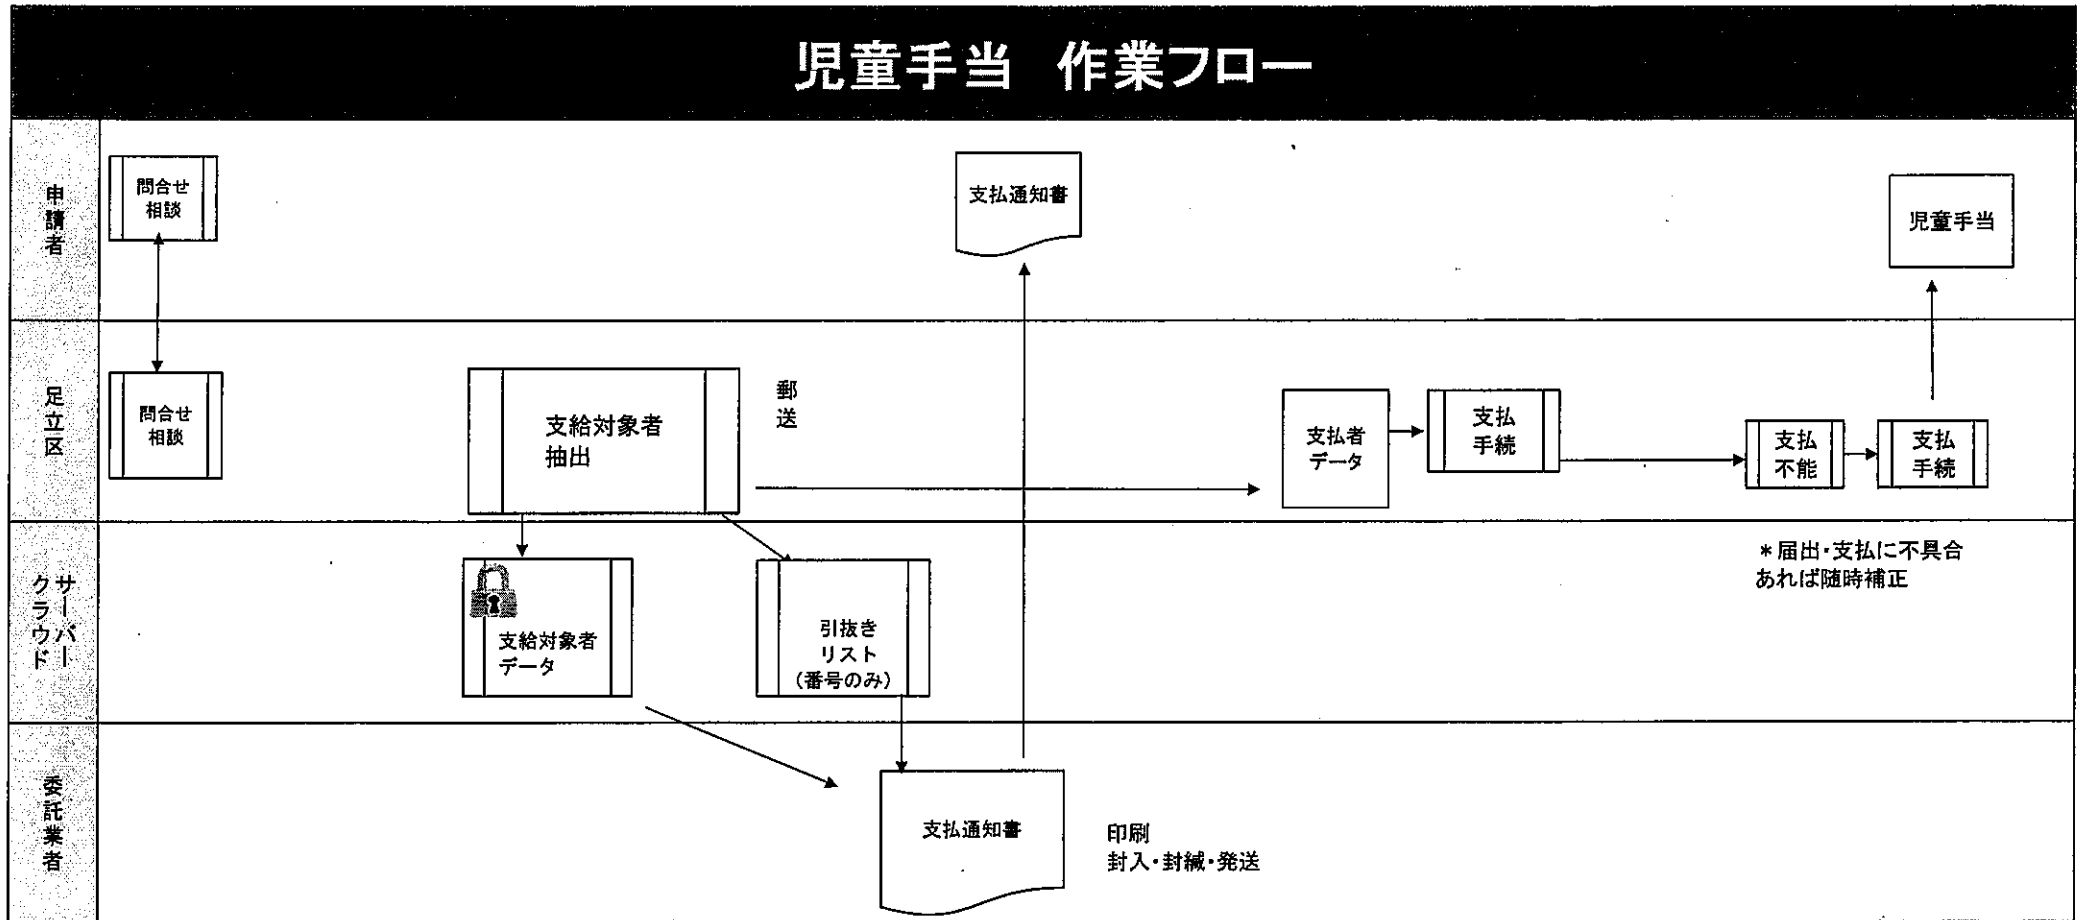 児童手当 作業フロー
申請者
問合せ
相談
支払通知書
児童手当
足立区
問合せ
相談
支給対象者
抽出
郵
送
支払者
データ
支払
手続
支払
不能
支払
手続
サーバー
クラウド
支給対象者
データ
引抜き
リスト
(番号のみ)
*届出・支払に不具合
あれば随時補正
委託業者
支払通知書
印刷
封入・封緘・発送